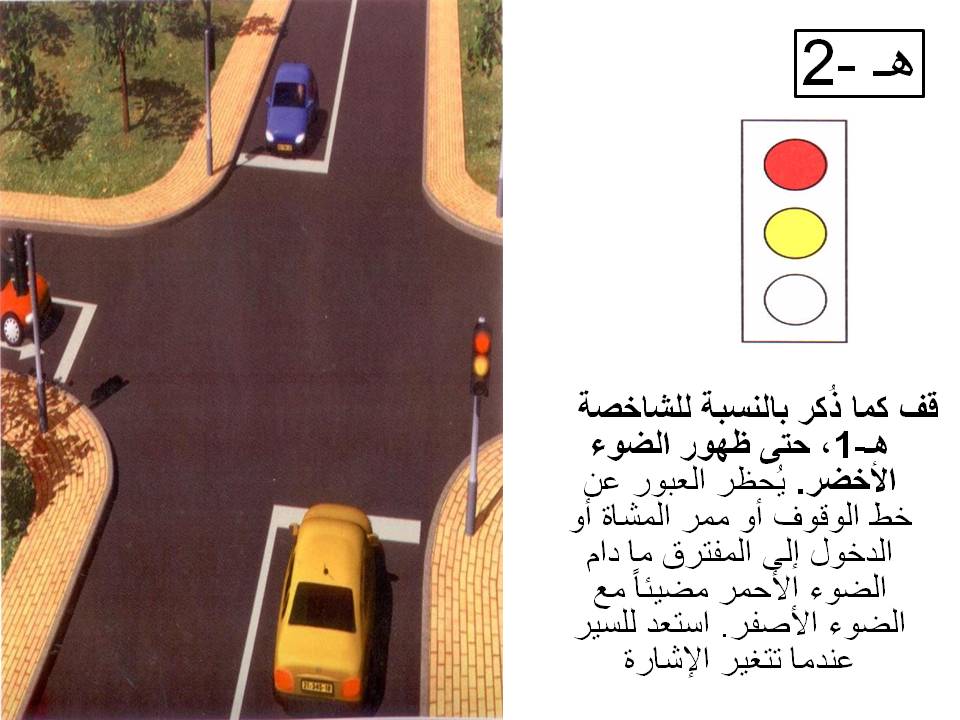 هـ -2
قف كما ذُكر بالنسبة للشاخصة
هـ-1، حتى ظهور الضوء
الأخضر. يُحظر العبور عن
خط الوقوف أو ممر المشاة أو
الدخول إلى المفترق ما دام
الضوء الأحمر مضيئاً مع
الضوء الأصفر. استعد للسير
عندما تتغير الإشارة